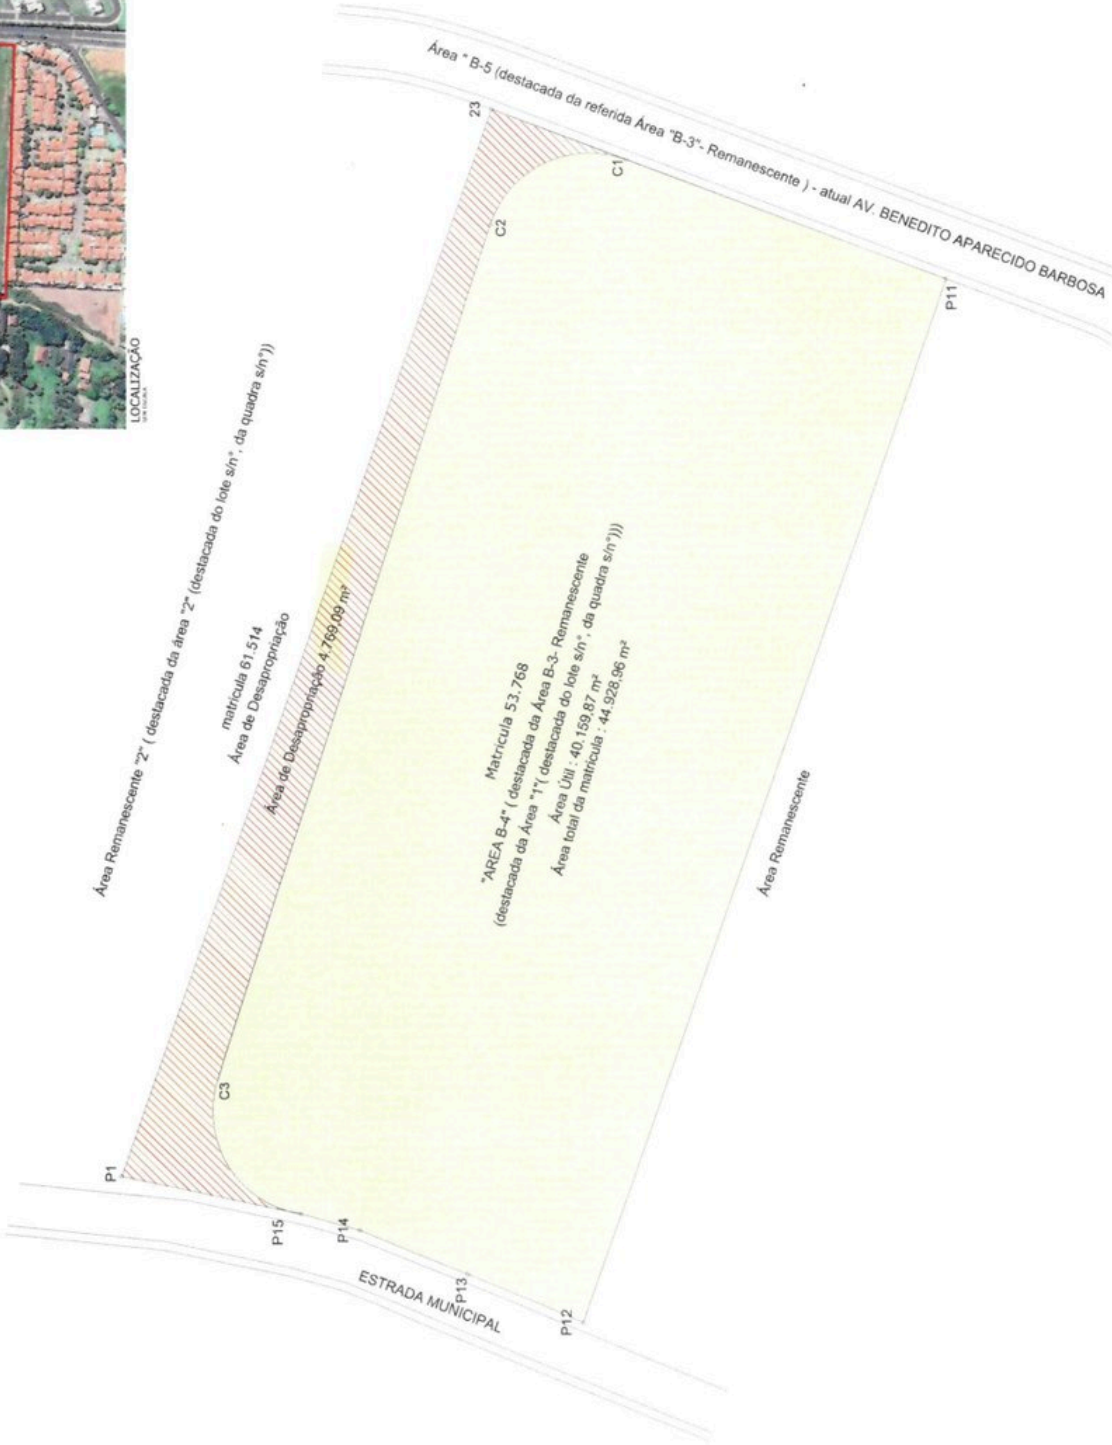 LOCALIZAÇÃO
SEM ESCALA
Área " B-5 (destacada da referida Área "B-3"- Remanescente ) - atual AV. BENEDITO APARECIDO BARBOSA
23
C1
C2
P11
Área Remanescente "2" ( destacada da área "2" (destacada do lote s/n°, da quadra s/n°))
matrícula 61.514
Área de Desapropriação
Área de Desapropriação 4.769,09 m²
Matrícula 53.768
"AREA B-4" ( destacada da Área B-3- Remanescente
(destacada da Área "1"( destacada do lote s/n°, da quadra s/n°)))
Área Útil : 40.159,87 m²
Área total da matrícula : 44.928,96 m²
Área Remanescente
C3
P1
P15
P14
P13
P12
ESTRADA MUNICIPAL